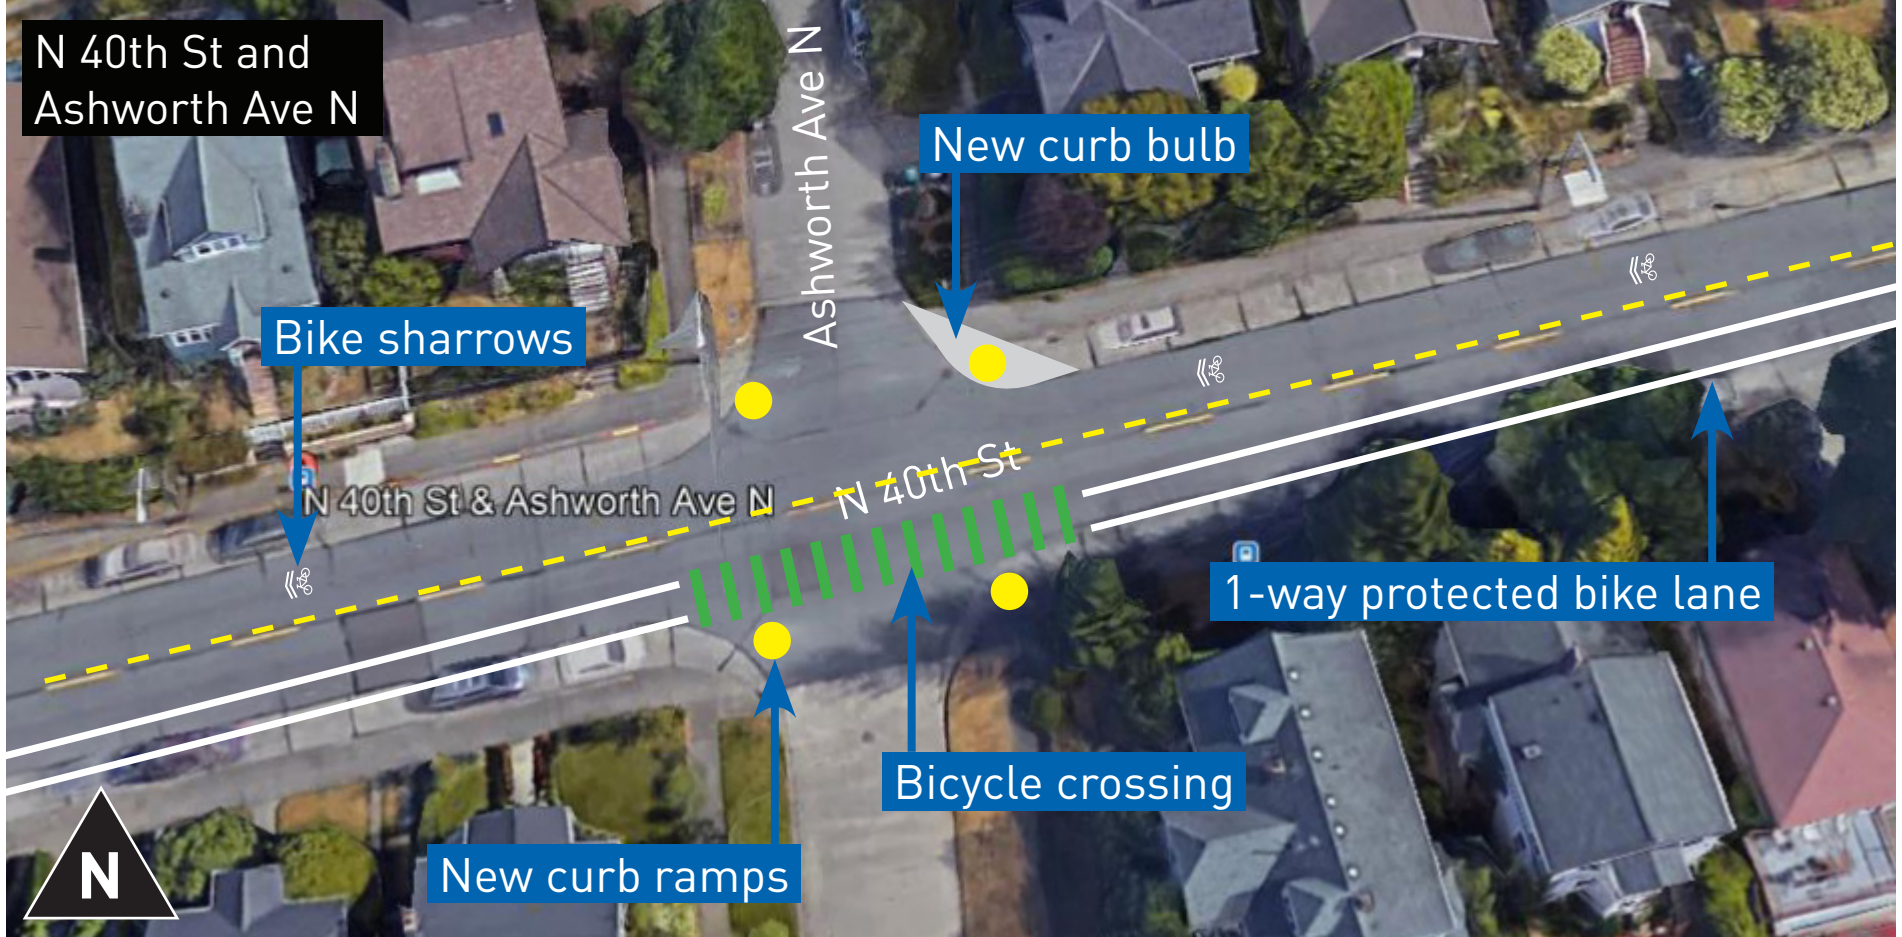 N 40th St and
Ashworth Ave N
Ashworth Ave N
New curb bulb
Bike sharrows
N 40th St
N 40th St & Ashworth Ave N
1-way protected bike lane
Bicycle crossing
New curb ramps
N